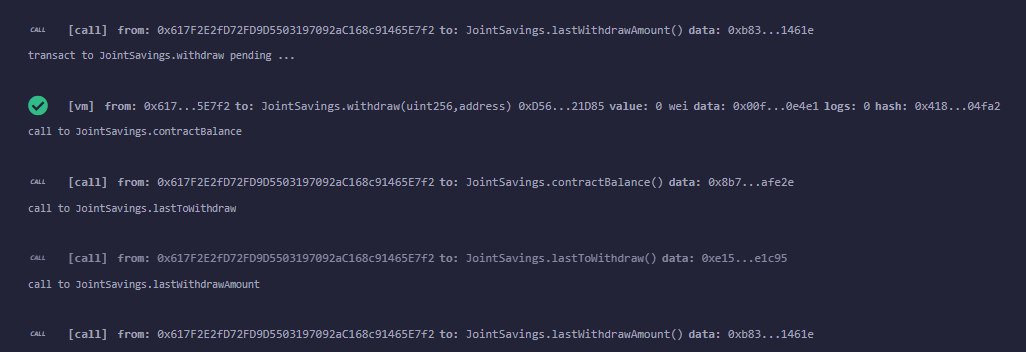 CALL [call] from: 0x617F2E2fD72FD9D5503197092aC168c91465E7f2 to: JointSavings.lastWithdrawAmount() data: 0xb83...1461e
transact to JointSavings.withdraw pending ...
[vm] from: 0x617...5E7f2 to: JointSavings.withdraw(uint256,address) 0xD56...21D85 value: 0 wei data: 0x00f...0e4e1 logs: 0 hash: 0x418...04fa2
call to JointSavings.contractBalance
CALL [call] from: 0x617F2E2fD72FD9D5503197092aC168c91465E7f2 to: JointSavings.contractBalance() data: 0x8b7...afe2e
call to JointSavings.lastToWithdraw
CALL [call] from: 0x617F2E2fD72FD9D5503197092aC168c91465E7f2 to: JointSavings.lastToWithdraw() data: 0xe15...e1c95
call to JointSavings.lastWithdrawAmount
CALL [call] from: 0x617F2E2fD72FD9D5503197092aC168c91465E7f2 to: JointSavings.lastWithdrawAmount() data: 0xb83...1461e